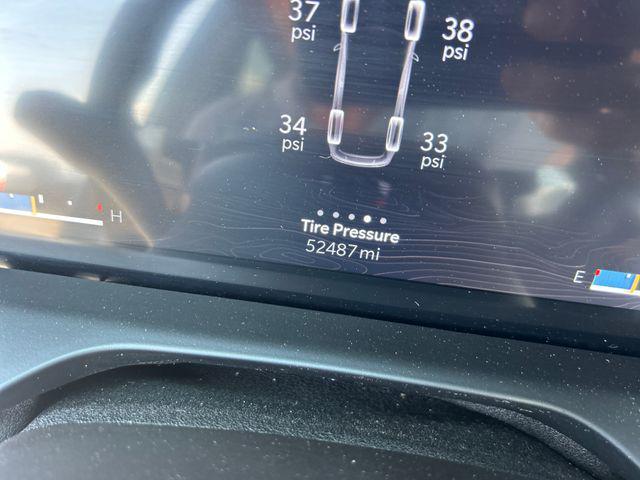 37
psi
38
psi
34
psi
33
psi
H
Tire Pressure
52487 mi
E